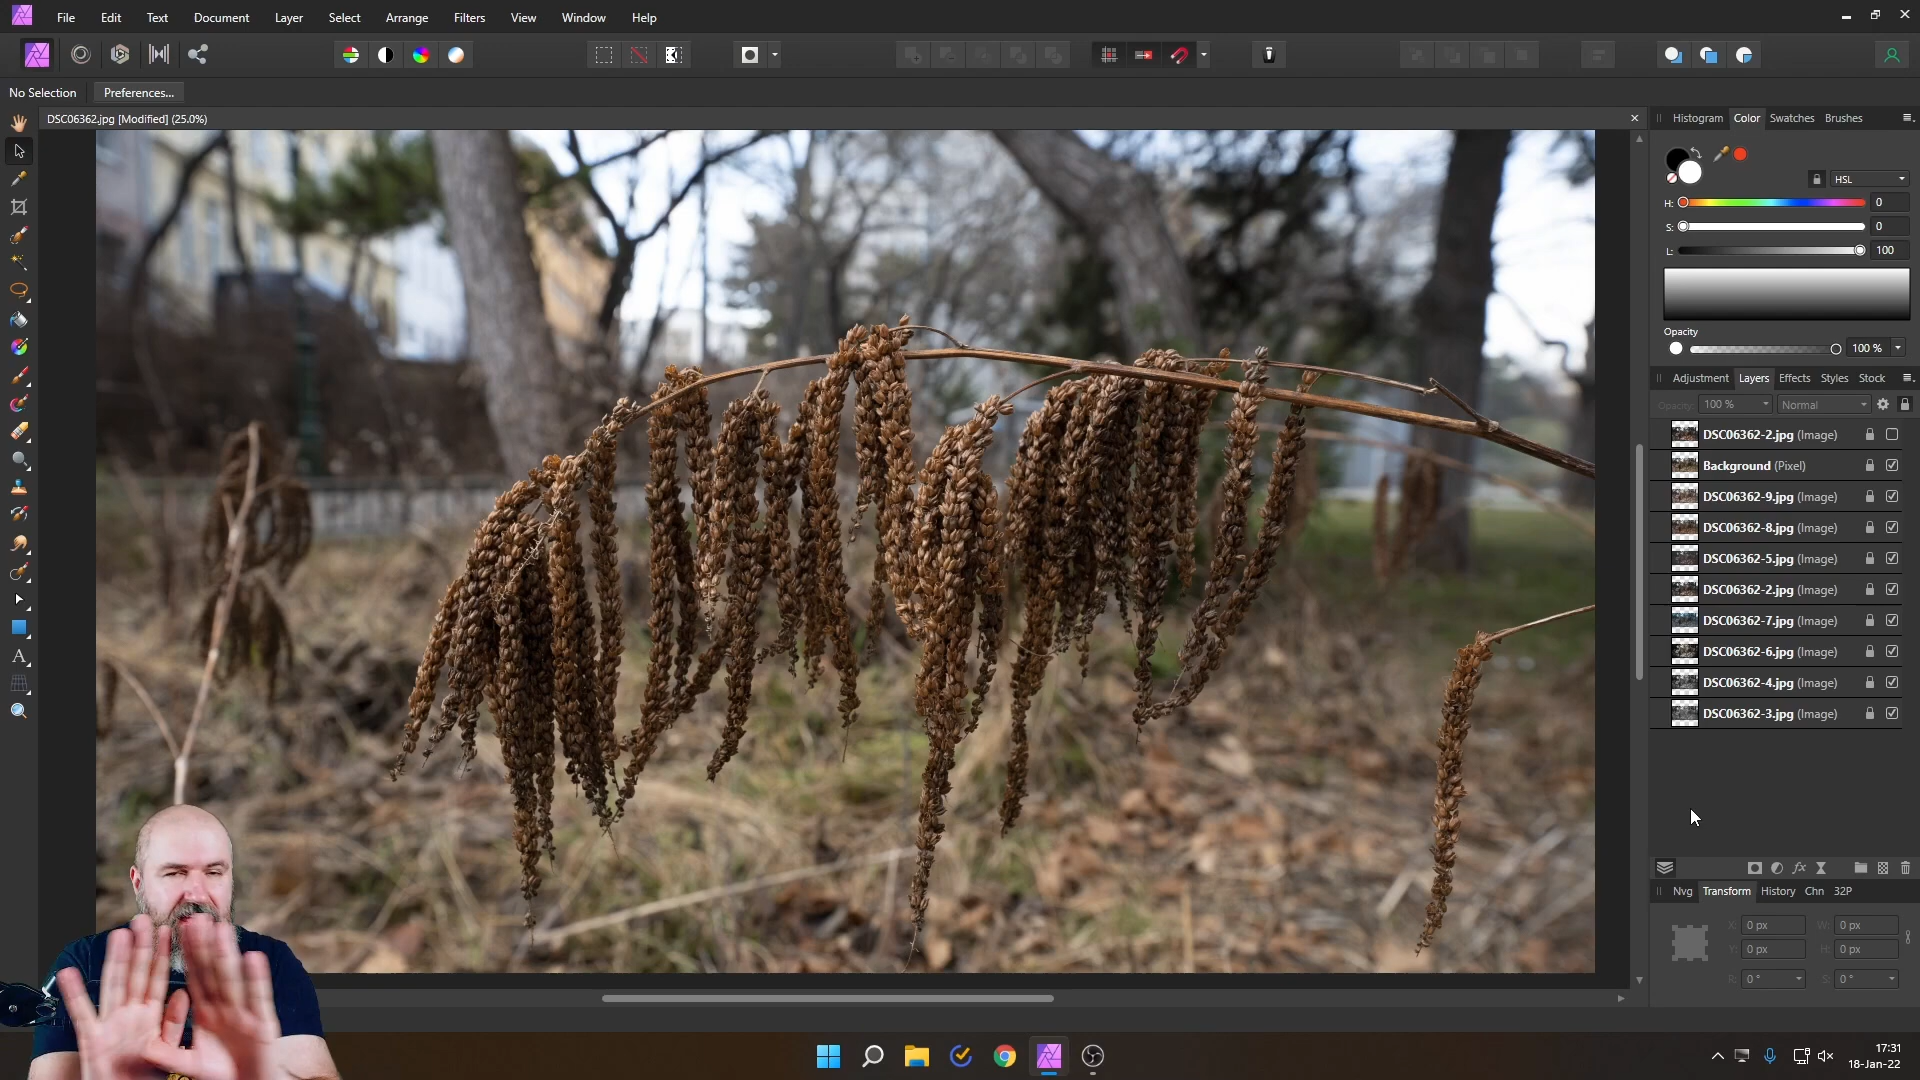 File Edit Text Document Layer Select Arrange Filters View Window Help
No Selection Preferences...
DSC06362.jpg [Modified] (25.0%)
Histogram Color Swatches Brushes
HSL
H: 0
S: 0
L: 100
Opacity
100 %
Adjustment Layers Effects Styles Stock
Opacity: 100 % Normal
DSC06362-2.jpg (Image)
Background (Pixel)
DSC06362-9.jpg (Image)
DSC06362-8.jpg (Image)
DSC06362-5.jpg (Image)
DSC06362-2.jpg (Image)
DSC06362-7.jpg (Image)
DSC06362-6.jpg (Image)
DSC06362-4.jpg (Image)
DSC06362-3.jpg (Image)
fx
Nvg Transform History Chn 32P
X: 0 px W: 0 px
Y: 0 px H: 0 px
R: 0 ° S: 0 °
17:31
18-Jan-22